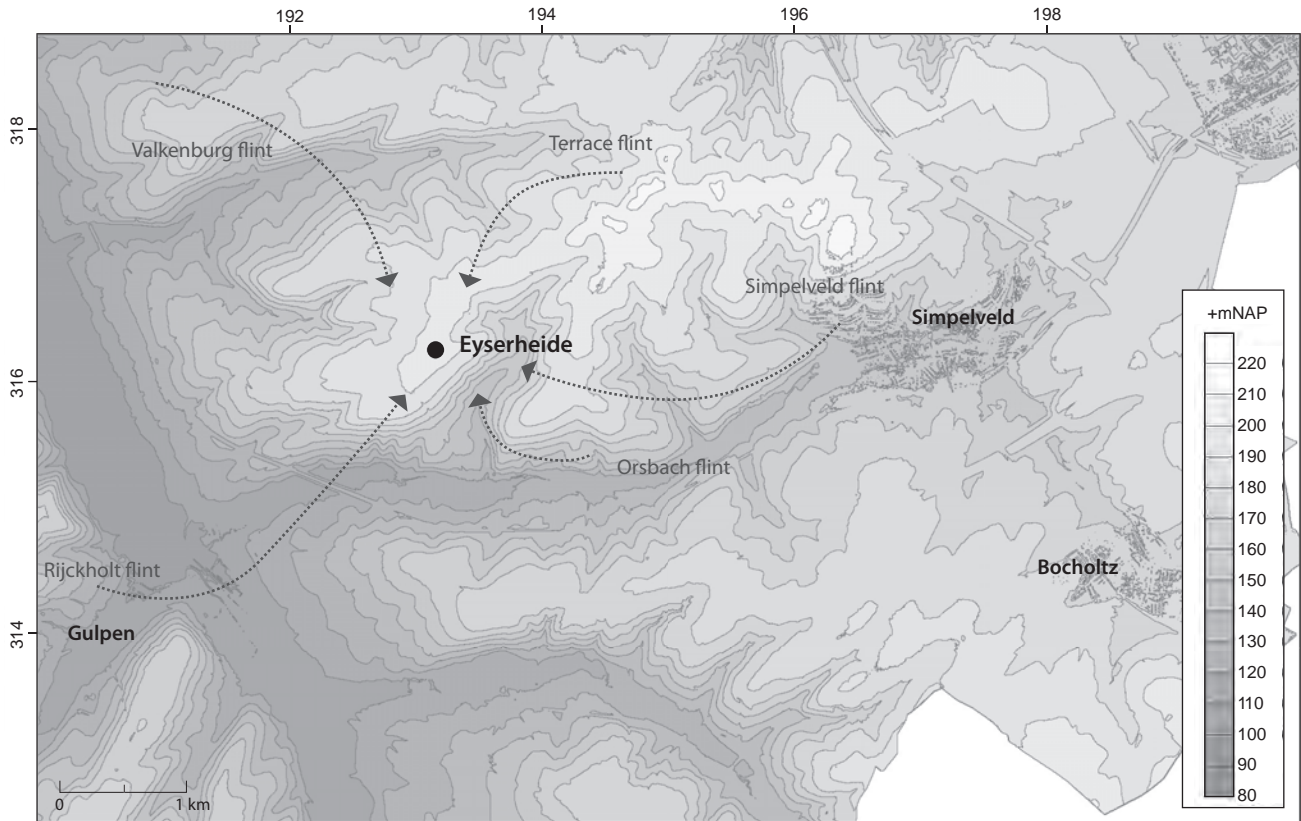 192
194
196
198
318
316
314
Valkenburg flint
Terrace flint
Simpelveld flint
Simpelveld
Eyserheide
Orsbach flint
Rijckholt flint
Gulpen
Bocholtz
0
1 km
+mNAP
220
210
200
190
180
170
160
150
140
130
120
110
100
90
80